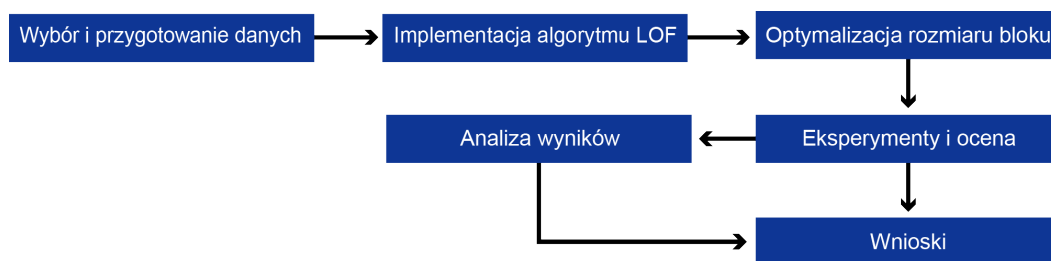 Wybór i przygotowanie danych
Implementacja algorytmu LOF
Optymalizacja rozmiaru bloku
Analiza wyników
Eksperymenty i ocena
Wnioski